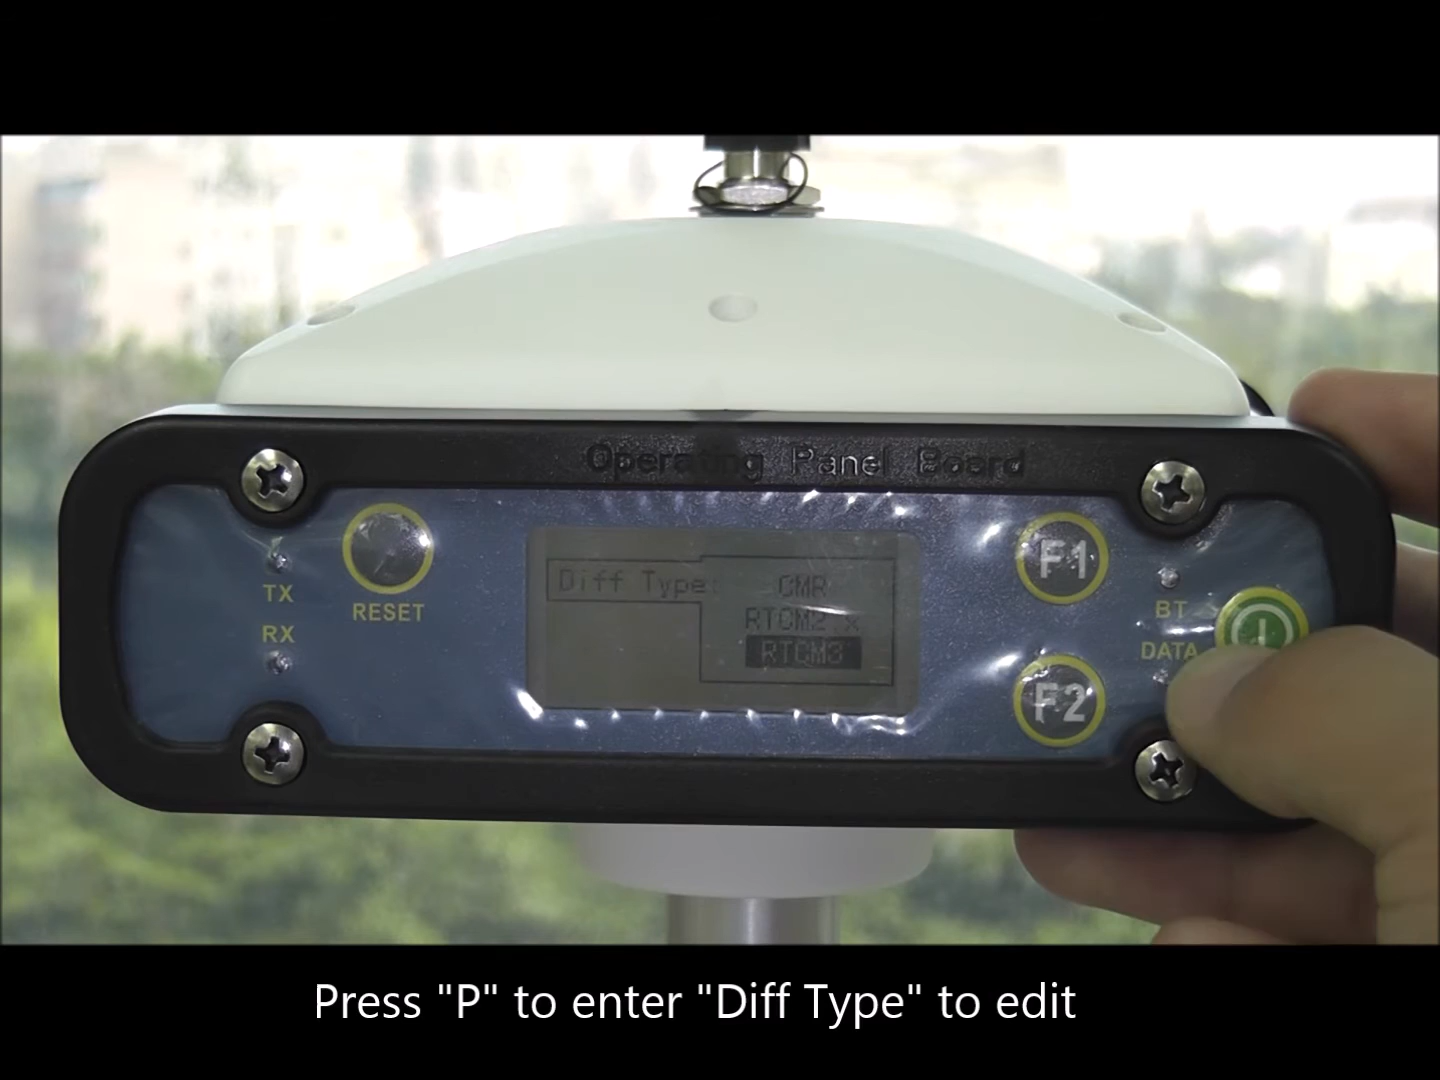 Operating Panel Board
TX
RX
RESET
Diff Type:
CMR
RTCM2.x
RTCM3
F1
F2
BT
DATA
Press "P" to enter "Diff Type" to edit